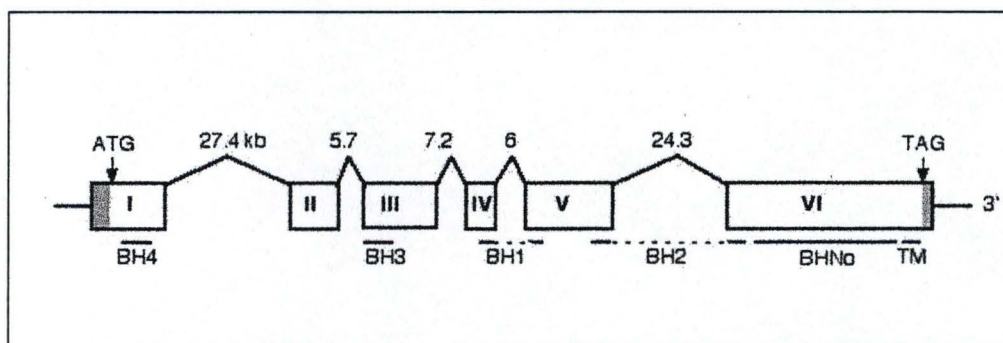 ATG 27.4 kb 5.7 7.2 6 24.3 TAG
I II III IV V VI 3'
BH4 BH3 BH1 BH2 BHNo TM